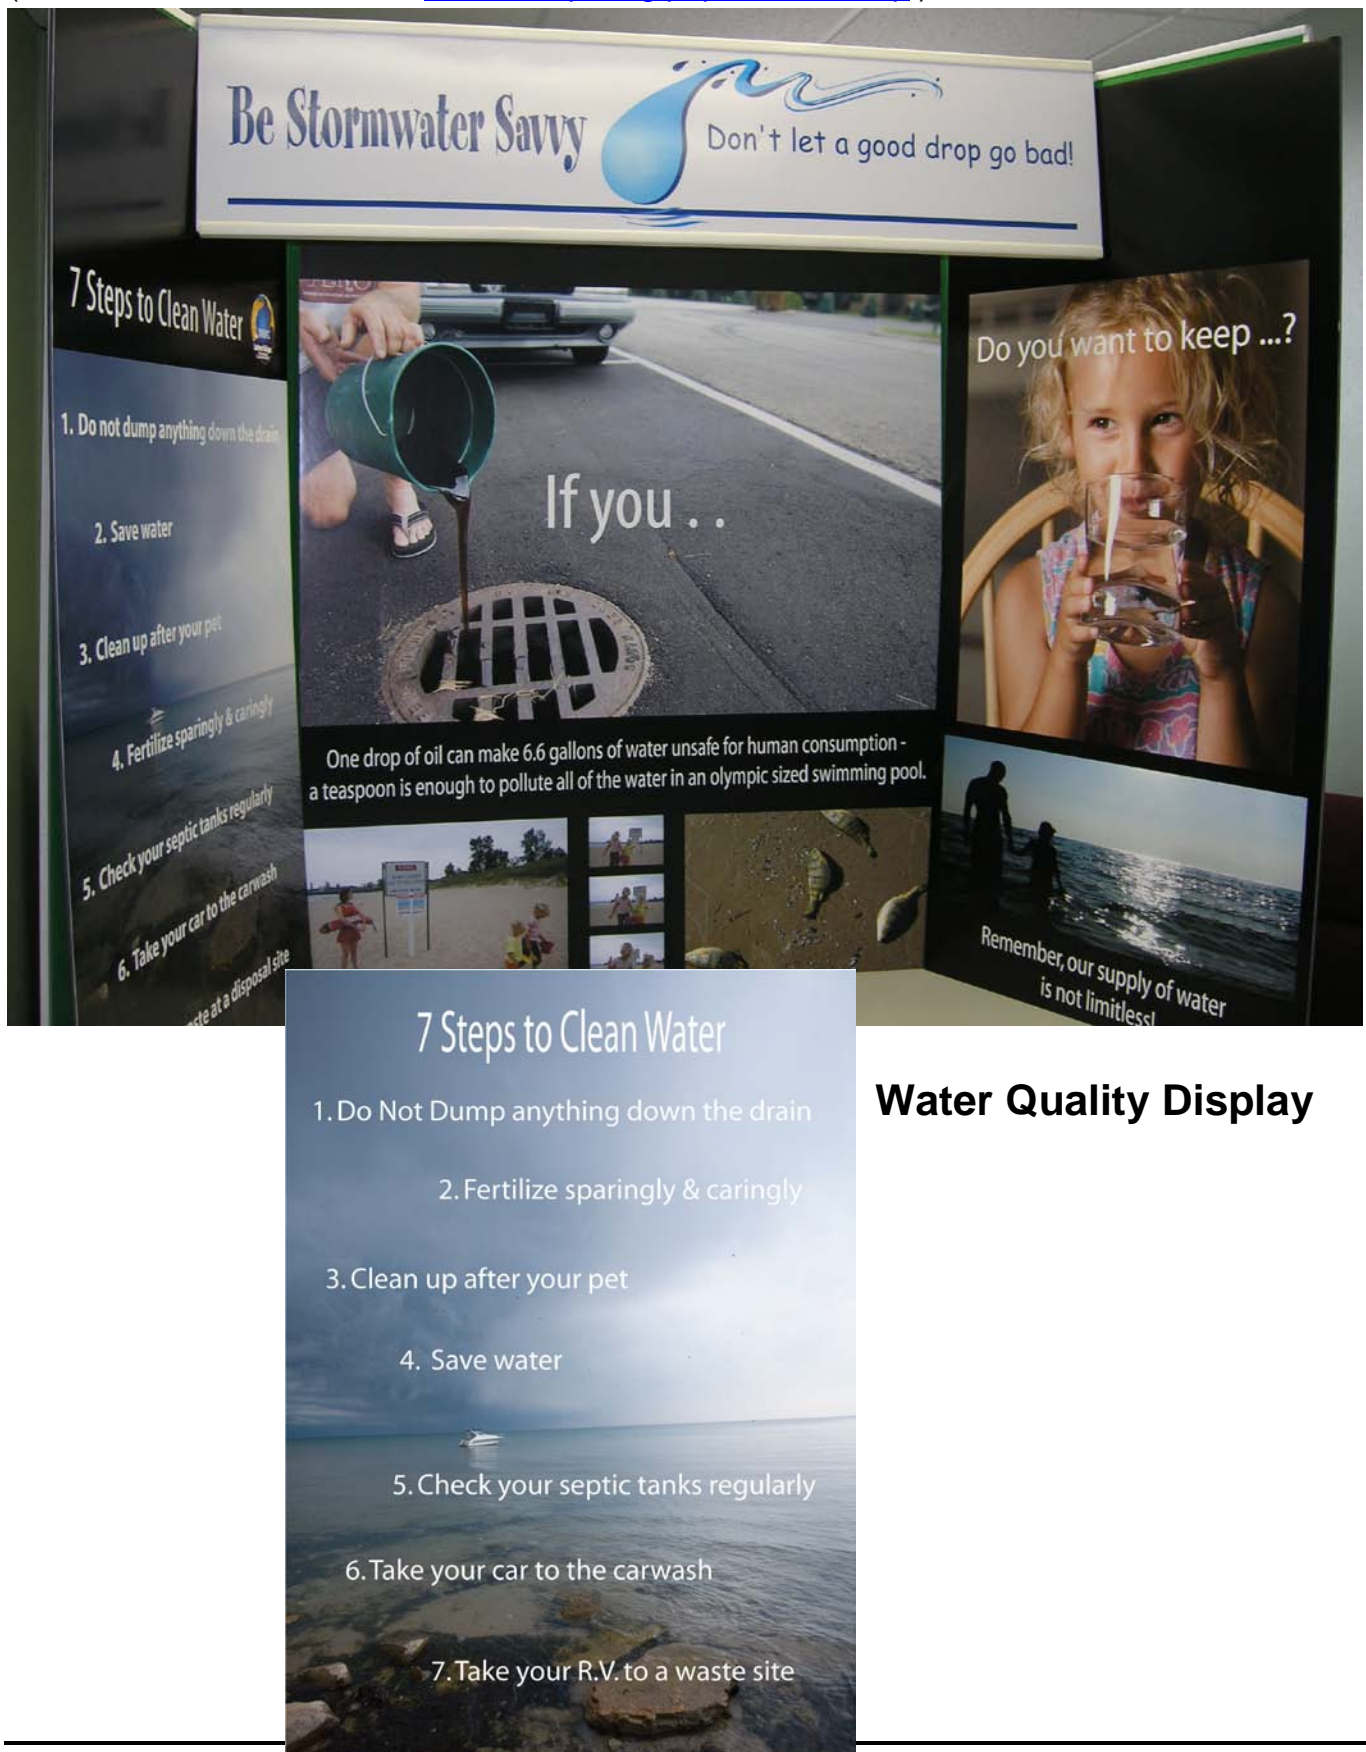 Be Stormwater Savvy
Don't let a good drop go bad!
7 Steps to Clean Water
1. Do not dump anything down the drain
2. Save water
3. Clean up after your pet
4. Fertilize sparingly & caringly
5. Check your septic tanks regularly
6. Take your car to the carwash
at a disposal site
If you . .
One drop of oil can make 6.6 gallons of water unsafe for human consumption -
a teaspoon is enough to pollute all of the water in an olympic sized swimming pool.
Do you want to keep ...?
Remember, our supply of water
is not limitless!
7 Steps to Clean Water
1. Do Not Dump anything down the drain
2. Fertilize sparingly & caringly
3. Clean up after your pet
4. Save water
5. Check your septic tanks regularly
6. Take your car to the carwash
7. Take your R.V. to a waste site
Water Quality Display